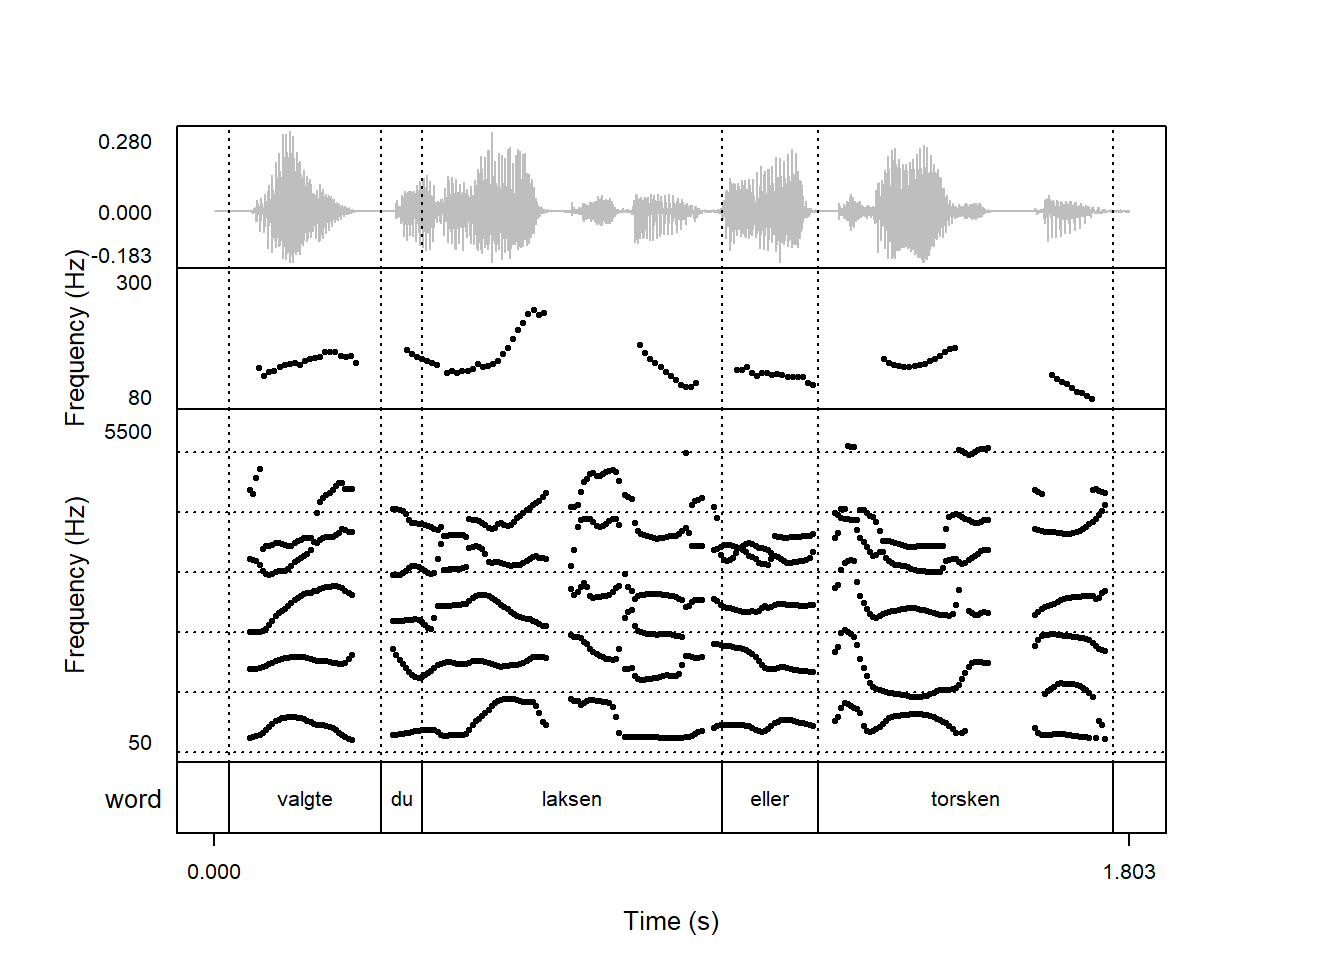 0.280
0.000
-0.183
Frequency (Hz)
300
80
Frequency (Hz)
5500
50
word
valgte du laksen eller torsken
0.000 1.803
Time (s)